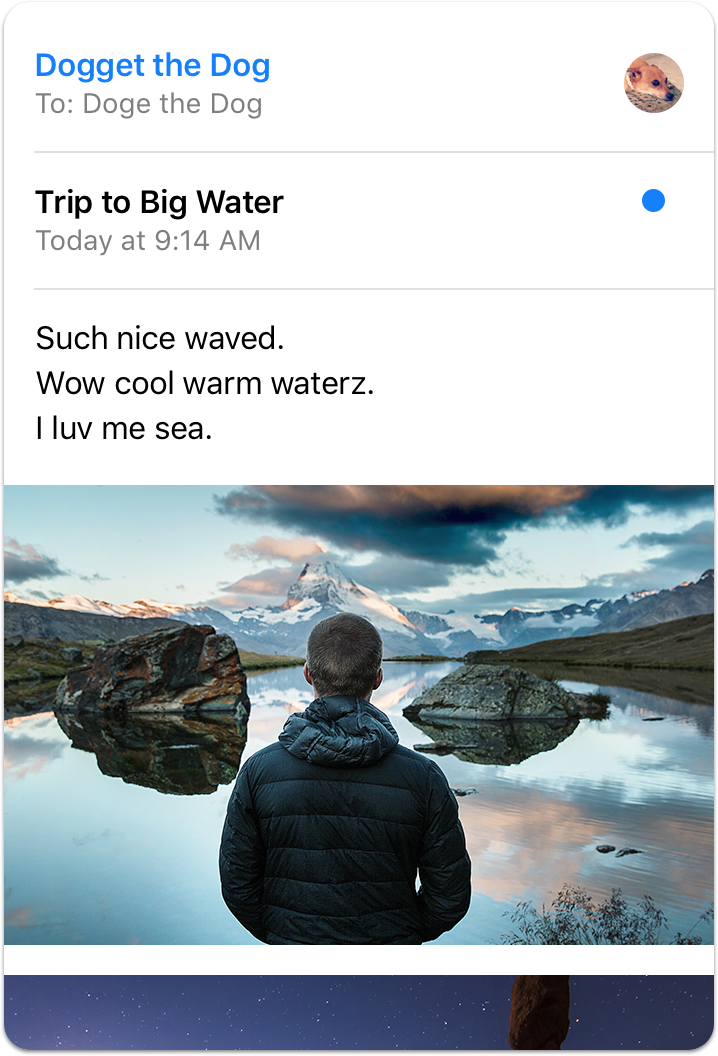 Dogget the Dog
To: Doge the Dog
Trip to Big Water
Today at 9:14 AM
Such nice waved.
Wow cool warm waterz.
I luv me sea.